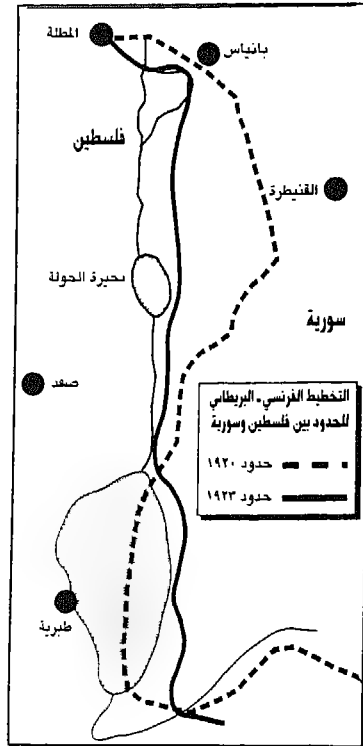 المطلة
بانياس
فلسطين
القنيطرة
بحيرة الحولة
سورية
صفد
التخطيط الفرنسي - البريطاني
للحدود بين فلسطين وسورية
حدود ١٩٢٠
حدود ١٩٢٣
طبرية